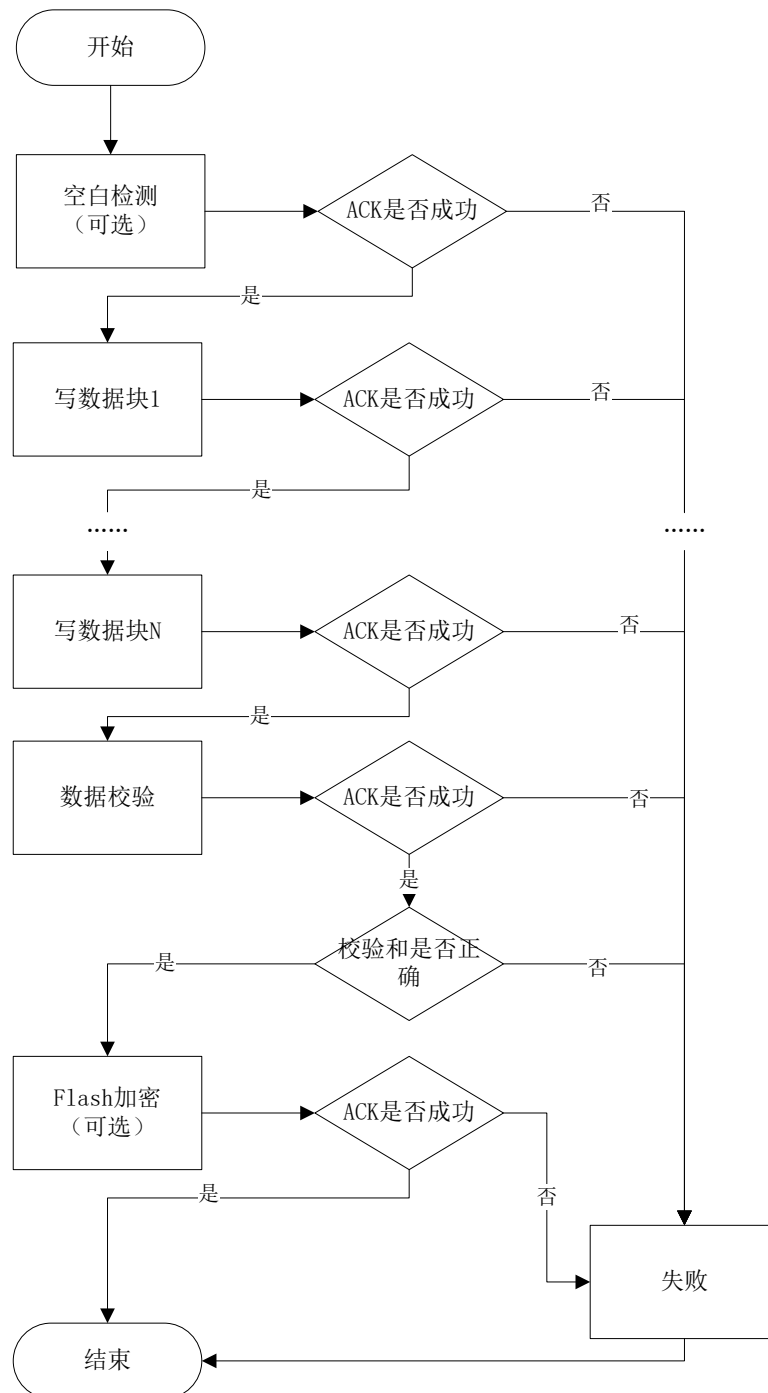 开始
空白检测
（可选）
ACK是否成功
否
是
写数据块1
ACK是否成功
否
是
……
……
写数据块N
ACK是否成功
否
是
数据校验
ACK是否成功
否
是
校验和是否正
确
是
否
Flash加密
（可选）
ACK是否成功
是
否
失败
结束